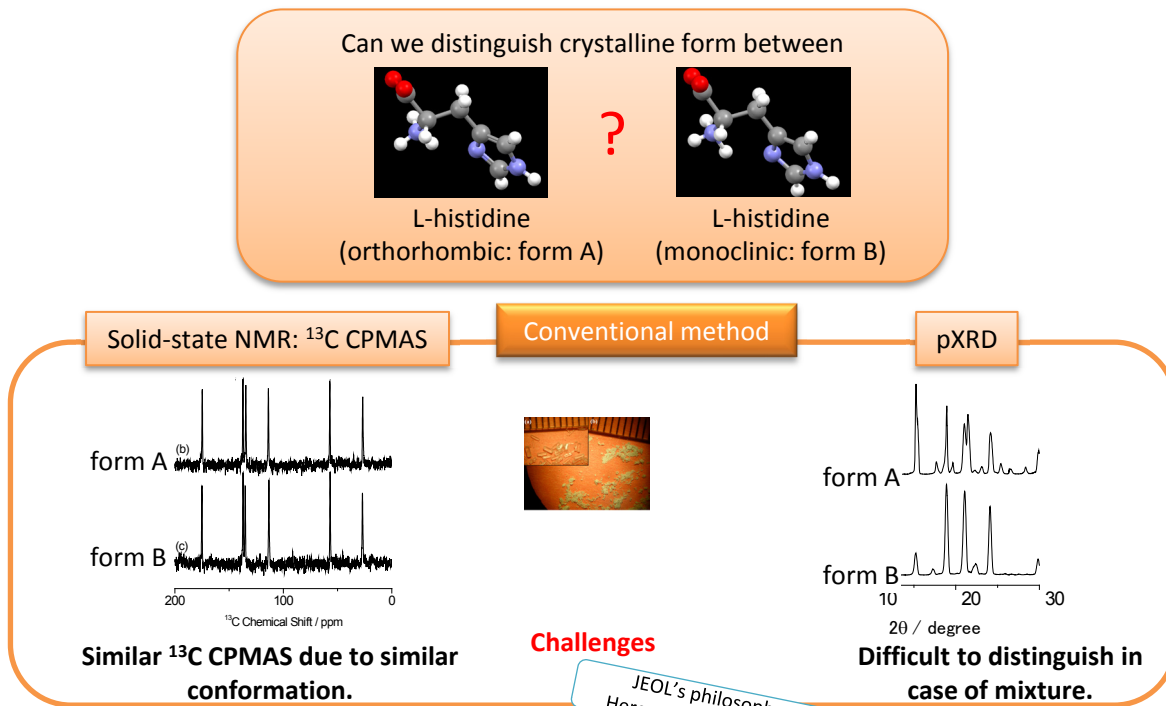 Can we distinguish crystalline form between
?
L-histidine
(orthorhombic: form A)
L-histidine
(monoclinic: form B)
Conventional method
Solid-state NMR: ¹³C CPMAS
pXRD
form A
(b)
form B
(c)
200
100
0
¹³C Chemical Shift / ppm
Similar ¹³C CPMAS due to similar
conformation.
Challenges
form A
form B
10
20
30
2θ / degree
Difficult to distinguish in
case of mixture.
JEOL's